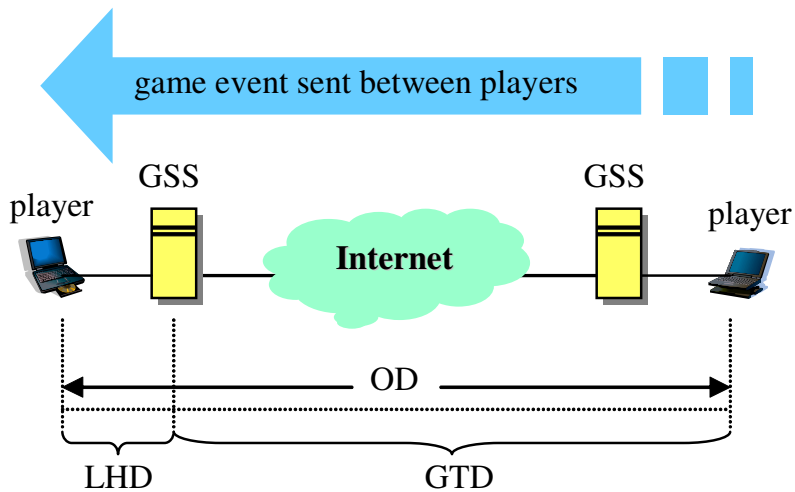 game event sent between players
GSS
GSS
player
player
Internet
OD
LHD
GTD